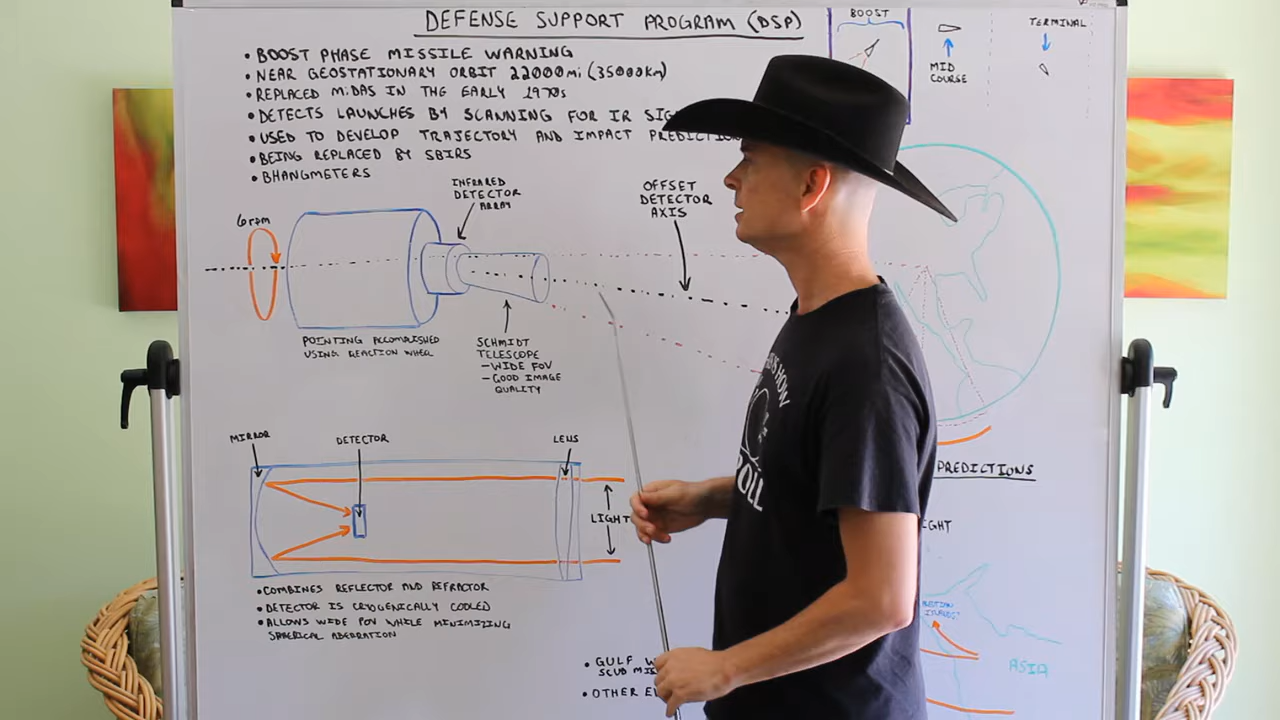 DEFENSE SUPPORT PROGRAM (DSP)
• BOOST PHASE MISSILE WARNING
• NEAR GEOSTATIONARY ORBIT 22000mi (35000km)
• REPLACED MiDAS IN THE EARLY 1970s
• DETECTS LAUNCHES BY SCANNING FOR IR
• USED TO DEVELOP TRAJECTORY AND IMPACT
• BEING REPLACED BY SBIRS
• BHANGMETERS
BOOST
MID
COURSE
TERMINAL
6 rpm
INFRARED
DETECTOR
ARRAY
OFFSET
DETECTOR
AXIS
POINTING ACCOMPLISHED
USING REACTION WHEEL
SCHMIDT
TELESCOPE
- WIDE FOV
- GOOD IMAGE
QUALITY
MIRROR
DETECTOR
LENS
LIGHT
• COMBINES REFLECTOR AND REFRACTOR
• DETECTOR IS CRYOGENICALLY COOLED
• ALLOWS WIDE FOV WHILE MINIMIZING
SPHERICAL ABERRATION
PREDICTIONS
• GULF
SCUD
• OTHER
ASIA
ROLL